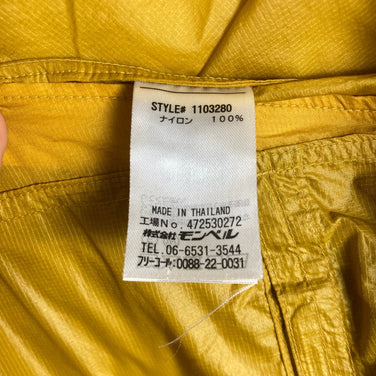 STYLE# 1103280
ナイロン 100%
MADE IN THAILAND
工場No. 472530272
株式会社 モンベル
TEL. 06-6531-3544
フリーコール:0088-22-0031